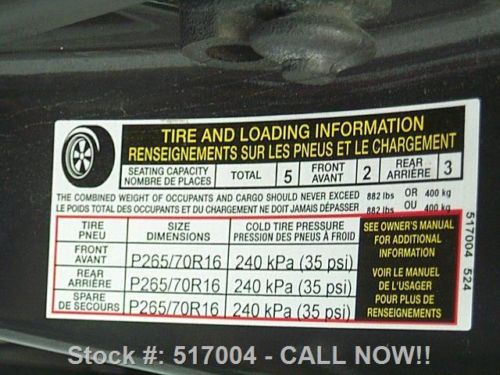 TIRE AND LOADING INFORMATION
RENSEIGNEMENTS SUR LES PNEUS ET LE CHARGEMENT
SEATING CAPACITY
NOMBRE DE PLACES
TOTAL 5
FRONT
AVANT
2
REAR
ARRIÈRE
3
THE COMBINED WEIGHT OF OCCUPANTS AND CARGO SHOULD NEVER EXCEED 882 lbs OR 400 kg
LE POIDS TOTAL DES OCCUPANTS ET DU CHARGEMENT NE DOIT JAMAIS DÉPASSER 882 lbs OU 400 kg
TIRE
PNEU
SIZE
DIMENSIONS
COLD TIRE PRESSURE
PRESSION DES PNEUS À FROID
FRONT
AVANT
P265/70R16 240 kPa (35 psi)
REAR
ARRIÈRE
P265/70R16 240 kPa (35 psi)
SPARE
DE SECOURS
P265/70R16 240 kPa (35 psi)
SEE OWNER'S MANUAL
FOR ADDITIONAL
INFORMATION
VOIR LE MANUEL
DE L'USAGER
POUR PLUS DE
RENSEIGNEMENTS
517004 524
Stock #: 517004 - CALL NOW!!